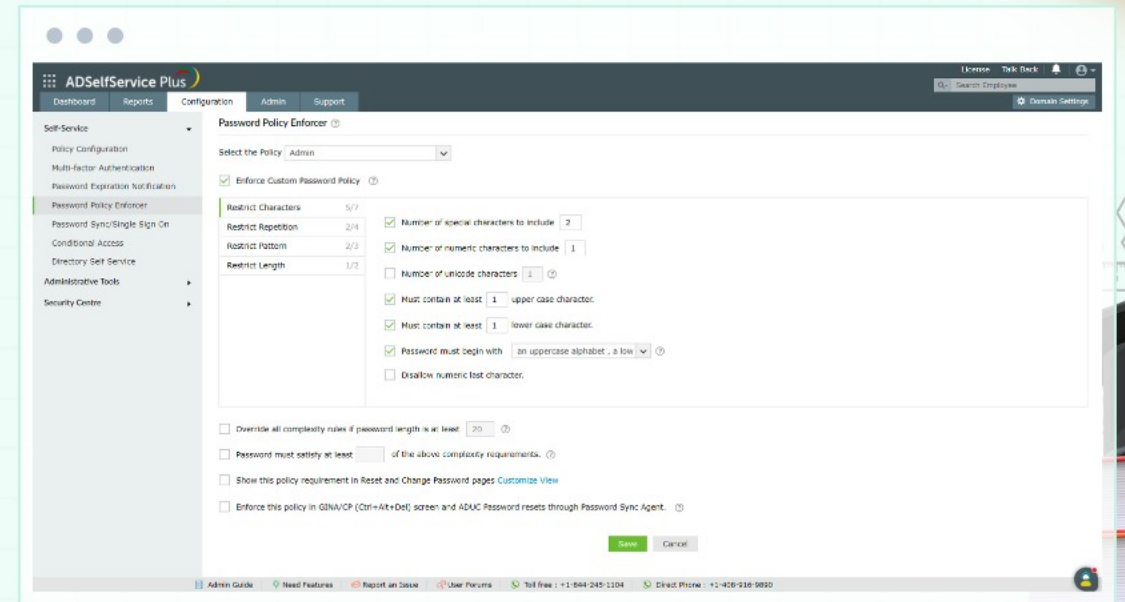 ADSelfService Plus
License Talk Back
Search Employee
Dashboard Reports Configuration Admin Support
Domain Settings
Self-Service
Policy Configuration
Multi-factor Authentication
Password Expiration Notification
Password Policy Enforcer
Password Sync/Single Sign On
Conditional Access
Directory Self Service
Administrative Tools
Security Centre
Password Policy Enforcer
Select the Policy Admin
Enforce Custom Password Policy
Restrict Characters 5/7
Restrict Repetition 2/4
Restrict Pattern 2/3
Restrict Length 1/2
Number of special characters to include 2
Number of numeric characters to include 1
Number of unicode characters 1
Must contain at least 1 upper case character.
Must contain at least 1 lower case character.
Password must begin with an uppercase alphabet , a low
Disallow numeric last character.
Override all complexity rules if password length is at least 20
Password must satisfy at least of the above complexity requirements.
Show this policy requirement in Reset and Change Password pages Customize View
Enforce this policy in GINA/CP (Ctrl+Alt+Del) screen and ADUC Password resets through Password Sync Agent.
Save Cancel
Admin Guide Need Features Report an Issue User Forums Toll free : +1-844-245-1104 Direct Phone : +1-408-916-9890